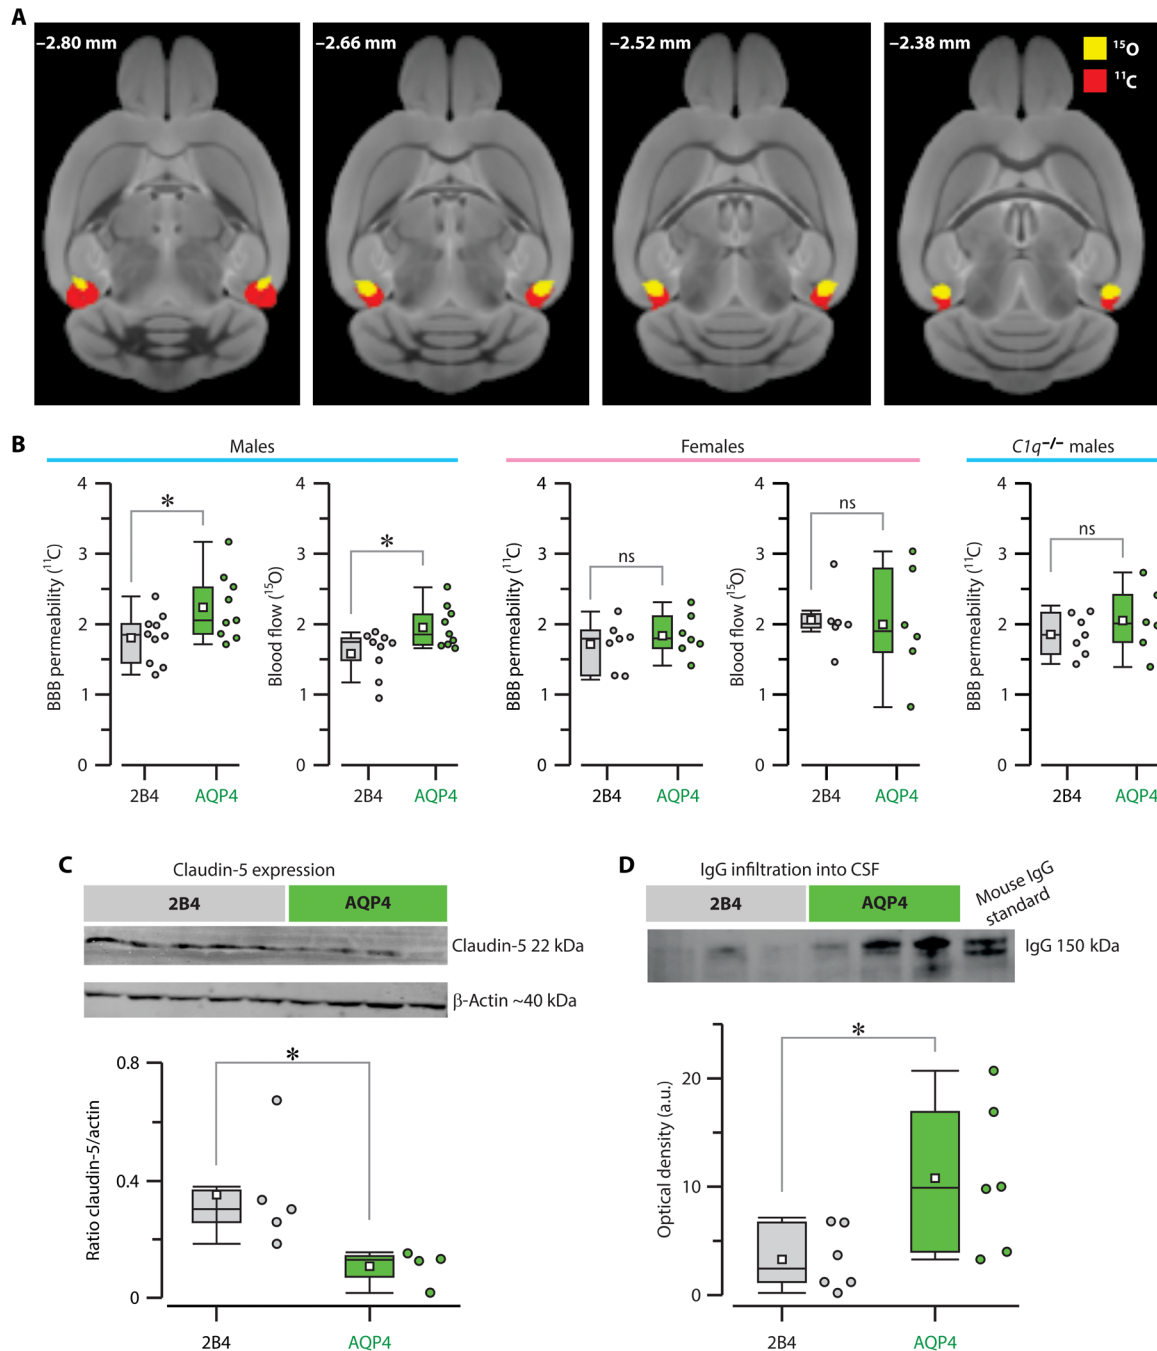 A
−2.80 mm
−2.66 mm
−2.52 mm
−2.38 mm
¹⁵O
¹¹C
B
Males
Females
C1q−/− males
BBB permeability (¹¹C)
4
3
2
1
0
*
2B4
AQP4
Blood flow (¹⁵O)
4
3
2
1
0
*
2B4
AQP4
BBB permeability (¹¹C)
4
3
2
1
0
ns
2B4
AQP4
Blood flow (¹⁵O)
4
3
2
1
0
ns
2B4
AQP4
BBB permeability (¹¹C)
4
3
2
1
0
ns
2B4
AQP4
C
Claudin-5 expression
2B4
AQP4
Claudin-5 22 kDa
β-Actin ~40 kDa
Ratio claudin-5/actin
0.8
0.4
0
*
2B4
AQP4
D
IgG infiltration into CSF
2B4
AQP4
Mouse IgG
standard
IgG 150 kDa
Optical density (a.u.)
20
10
0
*
2B4
AQP4